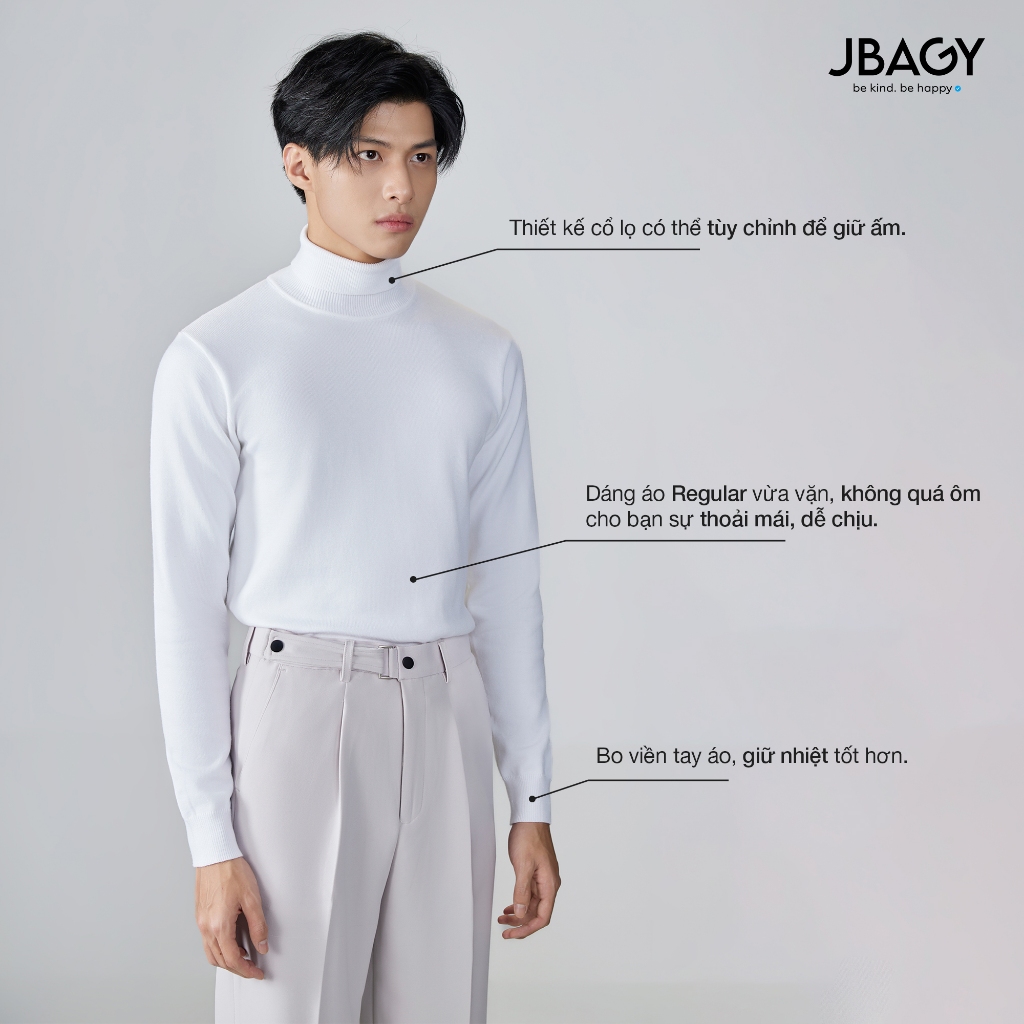 JBAGY
be kind. be happy
Thiết kế cổ lọ có thể tùy chỉnh để giữ ấm.
Dáng áo Regular vừa vặn, không quá ôm
cho bạn sự thoải mái, dễ chịu.
Bo viền tay áo, giữ nhiệt tốt hơn.